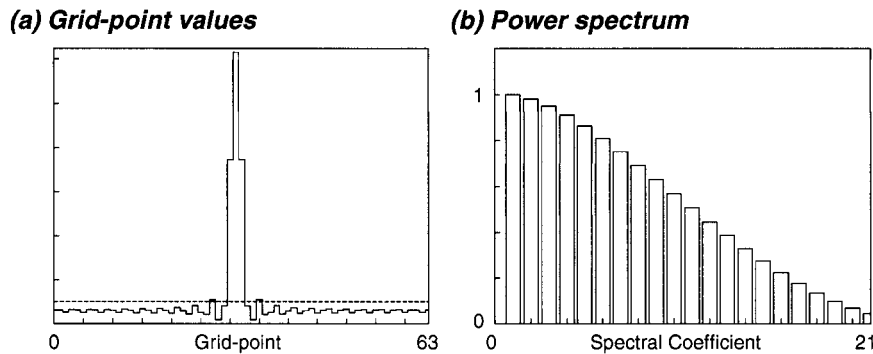 (a) Grid-point values
(b) Power spectrum
0 Grid-point 63
1
0
0 Spectral Coefficient 21